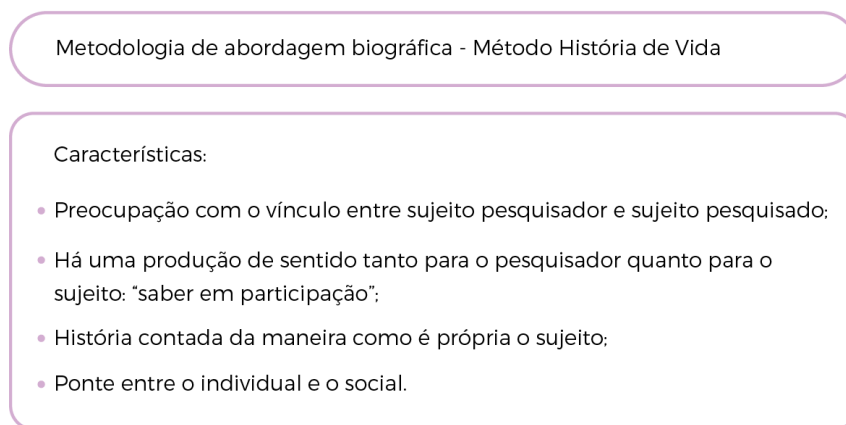 Metodologia de abordagem biográfica - Método História de Vida
Características:
• Preocupação com o vínculo entre sujeito pesquisador e sujeito pesquisado;
• Há uma produção de sentido tanto para o pesquisador quanto para o
sujeito: “saber em participação”;
• História contada da maneira como é própria o sujeito;
• Ponte entre o individual e o social.